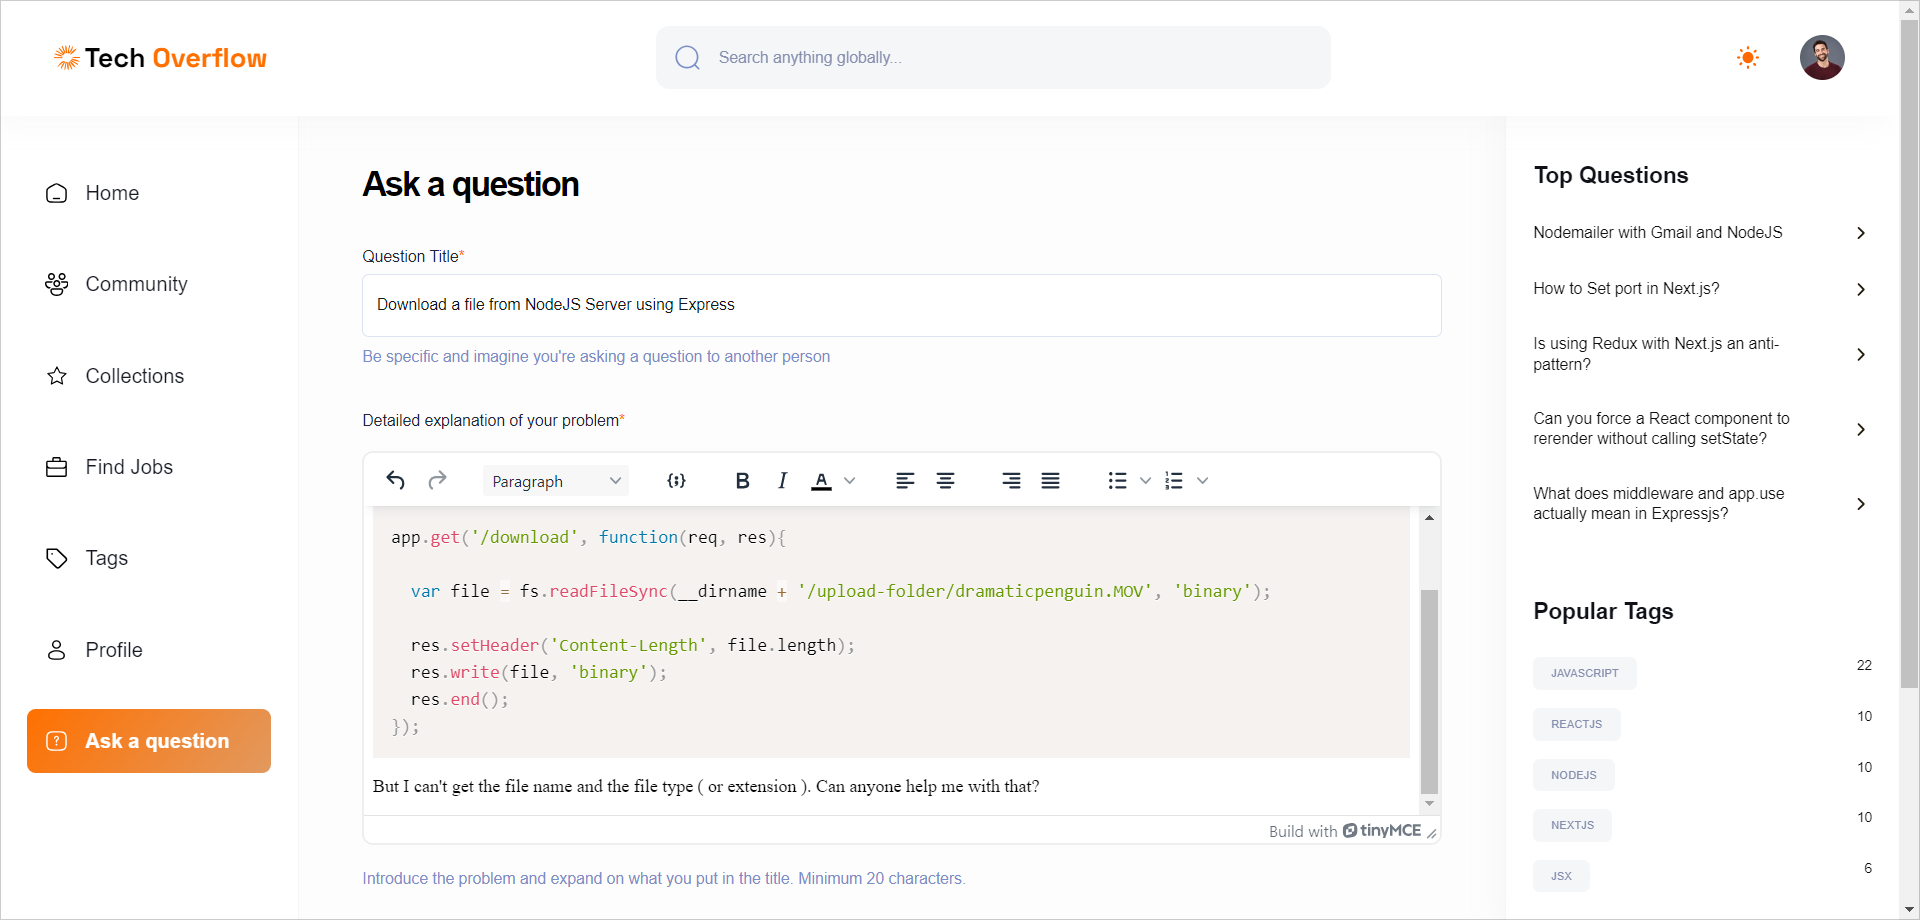 Tech Overflow
Search anything globally...
Home
Community
Collections
Find Jobs
Tags
Profile
Ask a question
Ask a question
Question Title*
Download a file from NodeJS Server using Express
Be specific and imagine you're asking a question to another person
Detailed explanation of your problem*
Paragraph
B I A
app.get('/download', function(req, res){
var file = fs.readFileSync(__dirname + '/upload-folder/dramaticpenguin.MOV', 'binary');
res.setHeader('Content-Length', file.length);
res.write(file, 'binary');
res.end();
});
But I can't get the file name and the file type ( or extension ). Can anyone help me with that?
Build with tinyMCE
Introduce the problem and expand on what you put in the title. Minimum 20 characters.
Top Questions
Nodemailer with Gmail and NodeJS
How to Set port in Next.js?
Is using Redux with Next.js an anti-
pattern?
Can you force a React component to
rerender without calling setState?
What does middleware and app.use
actually mean in Expressjs?
Popular Tags
JAVASCRIPT 22
REACTJS 10
NODEJS 10
NEXTJS 10
JSX 6